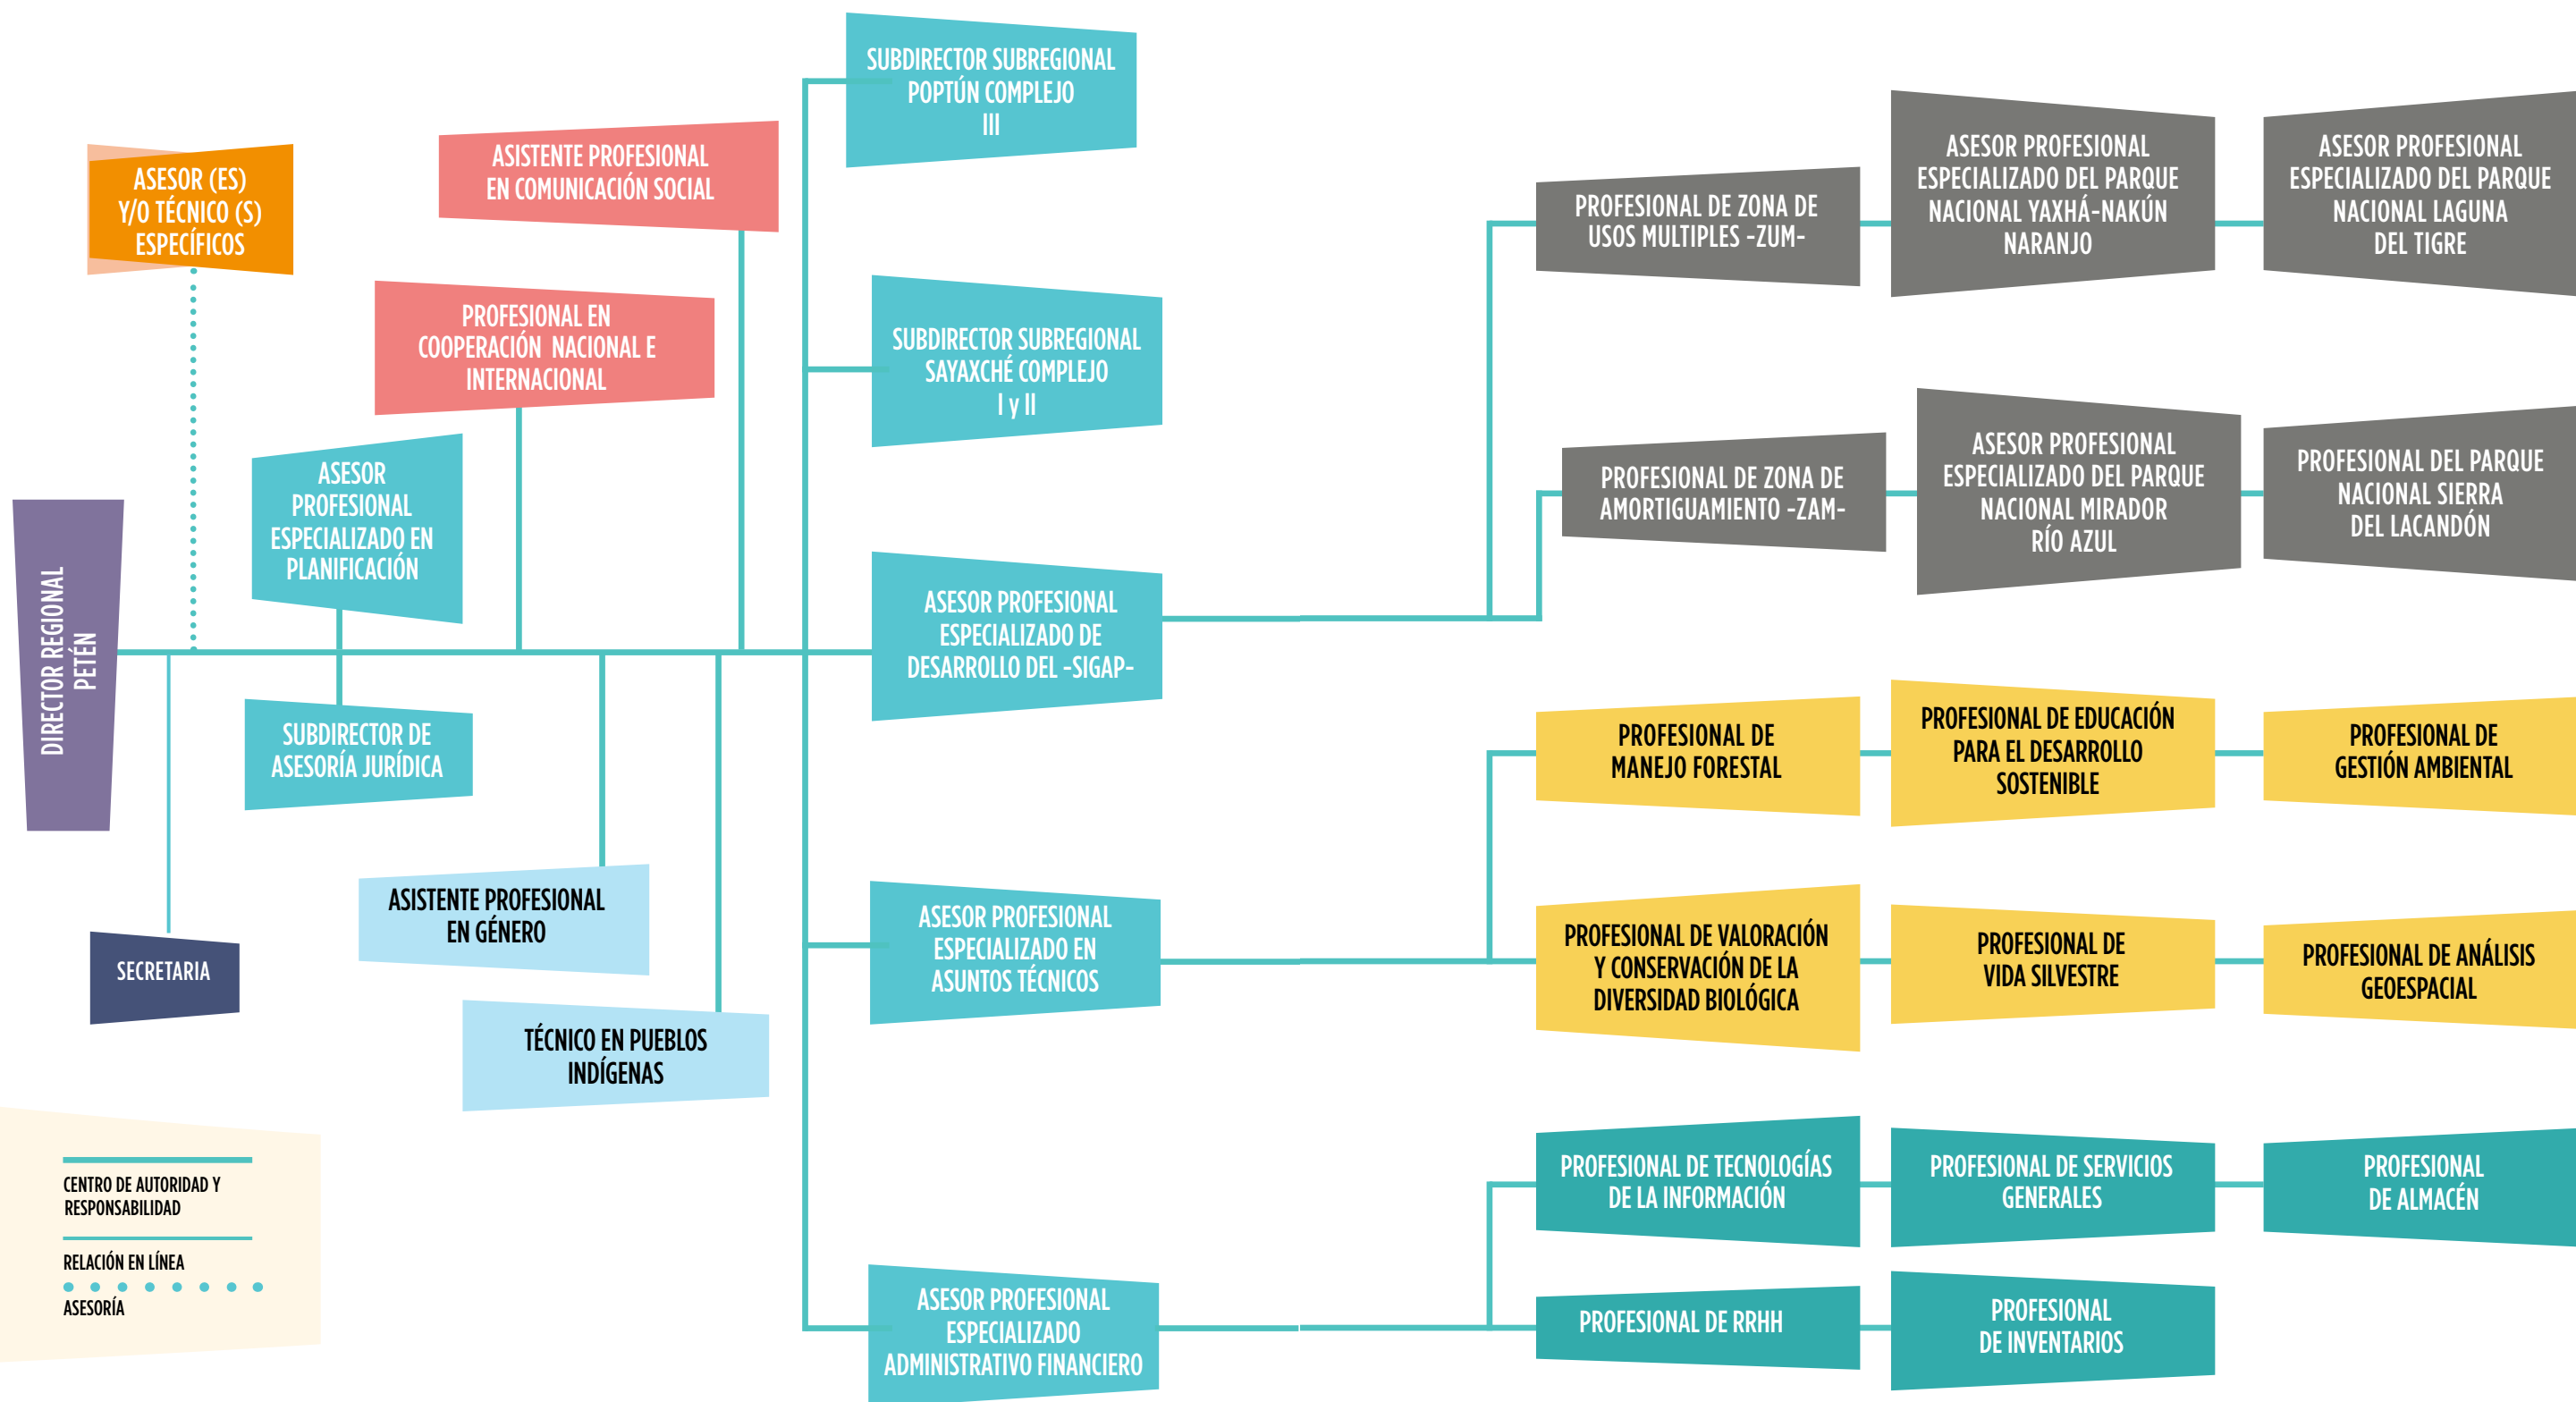 SUBDIRECTOR SUBREGIONAL
POPTÚN COMPLEJO
III
ASESOR (ES)
Y/O TÉCNICO (S)
ESPECÍFICOS
ASISTENTE PROFESIONAL
EN COMUNICACIÓN SOCIAL
PROFESIONAL EN
COOPERACIÓN NACIONAL E
INTERNACIONAL
SUBDIRECTOR SUBREGIONAL
SAYAXCHÉ COMPLEJO
I y II
ASESOR
PROFESIONAL
ESPECIALIZADO EN
PLANIFICACIÓN
DIRECTOR REGIONAL
PETÉN
ASESOR PROFESIONAL
ESPECIALIZADO DE
DESARROLLO DEL -SIGAP-
SUBDIRECTOR DE
ASESORÍA JURÍDICA
SECRETARIA
ASISTENTE PROFESIONAL
EN GÉNERO
TÉCNICO EN PUEBLOS
INDÍGENAS
ASESOR PROFESIONAL
ESPECIALIZADO EN
ASUNTOS TÉCNICOS
ASESOR PROFESIONAL
ESPECIALIZADO
ADMINISTRATIVO FINANCIERO
PROFESIONAL DE ZONA DE
USOS MULTIPLES -ZUM-
ASESOR PROFESIONAL
ESPECIALIZADO DEL PARQUE
NACIONAL YAXHÁ-NAKÚN
NARANJO
ASESOR PROFESIONAL
ESPECIALIZADO DEL PARQUE
NACIONAL LAGUNA
DEL TIGRE
PROFESIONAL DE ZONA DE
AMORTIGUAMIENTO -ZAM-
ASESOR PROFESIONAL
ESPECIALIZADO DEL PARQUE
NACIONAL MIRADOR
RÍO AZUL
PROFESIONAL DEL PARQUE
NACIONAL SIERRA
DEL LACANDÓN
PROFESIONAL DE
MANEJO FORESTAL
PROFESIONAL DE EDUCACIÓN
PARA EL DESARROLLO
SOSTENIBLE
PROFESIONAL DE
GESTIÓN AMBIENTAL
PROFESIONAL DE VALORACIÓN
Y CONSERVACIÓN DE LA
DIVERSIDAD BIOLÓGICA
PROFESIONAL DE
VIDA SILVESTRE
PROFESIONAL DE ANÁLISIS
GEOESPACIAL
PROFESIONAL DE TECNOLOGÍAS
DE LA INFORMACIÓN
PROFESIONAL DE SERVICIOS
GENERALES
PROFESIONAL
DE ALMACÉN
PROFESIONAL DE RRHH
PROFESIONAL
DE INVENTARIOS
CENTRO DE AUTORIDAD Y
RESPONSABILIDAD
RELACIÓN EN LÍNEA
ASESORÍA